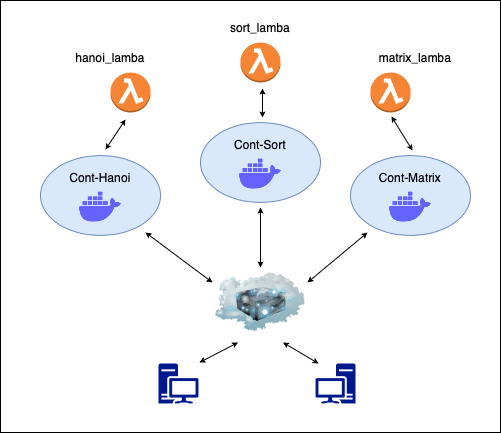 sort_lamba
hanoi_lamba
matrix_lamba
Cont-Sort
Cont-Hanoi
Cont-Matrix